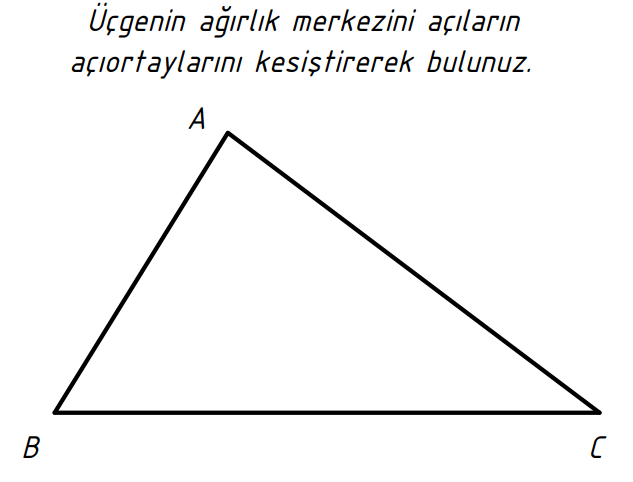 Üçgenin ağırlık merkezini açıların
açıortaylarını kesiştirerek bulunuz.
A
B
C